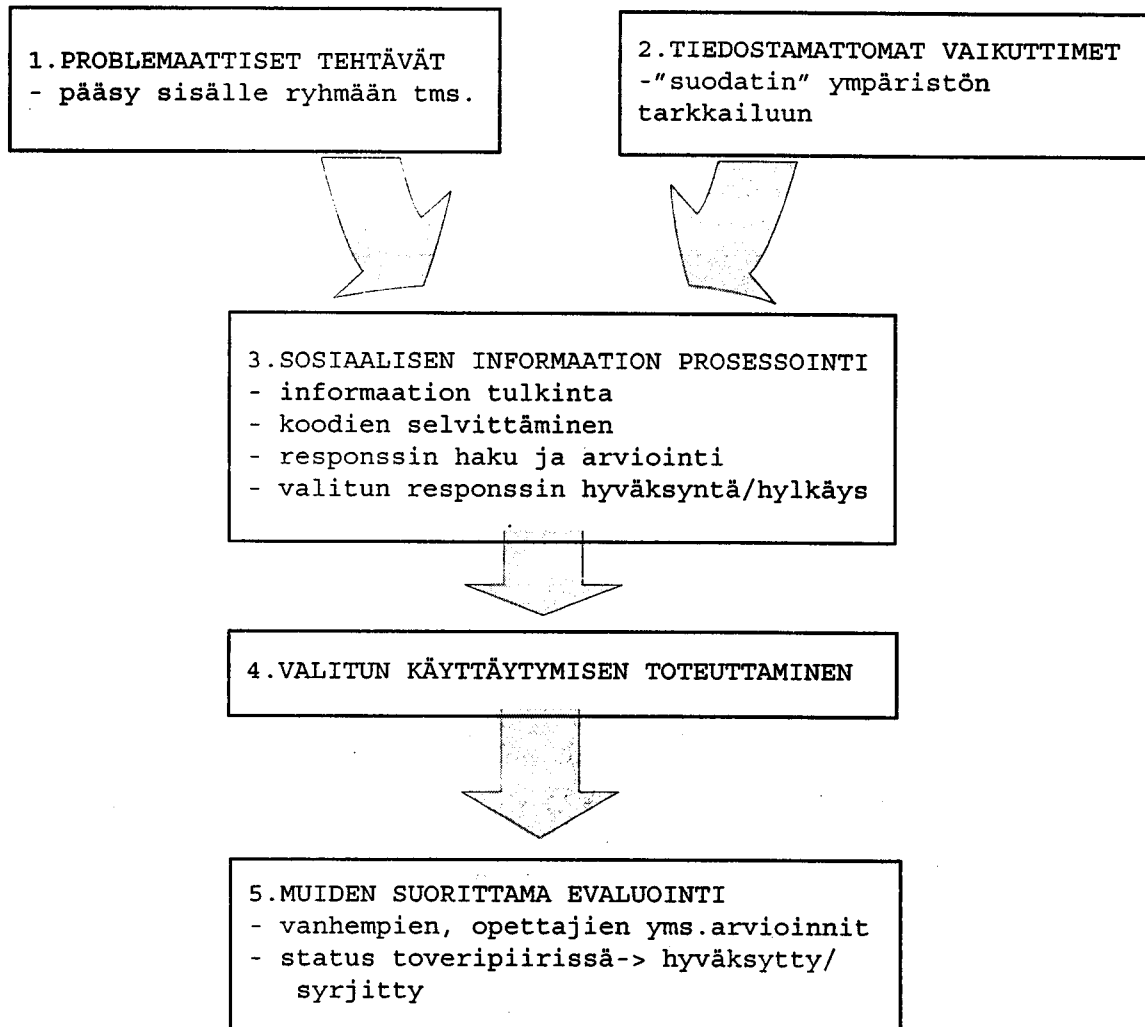 1.PROBLEMAATTISET TEHTÄVÄT
- pääsy sisälle ryhmään tms.
2.TIEDOSTAMATTOMAT VAIKUTTIMET
-"suodatin" ympäristön
tarkkailuun
3.SOSIAALISEN INFORMAATION PROSESSOINTI
- informaation tulkinta
- koodien selvittäminen
- responssin haku ja arviointi
- valitun responssin hyväksyntä/hylkäys
4.VALITUN KÄYTTÄYTYMISEN TOTEUTTAMINEN
5.MUIDEN SUORITTAMA EVALUOINTI
- vanhempien, opettajien yms.arvioinnit
- status toveripiirissä-> hyväksytty/
syrjitty